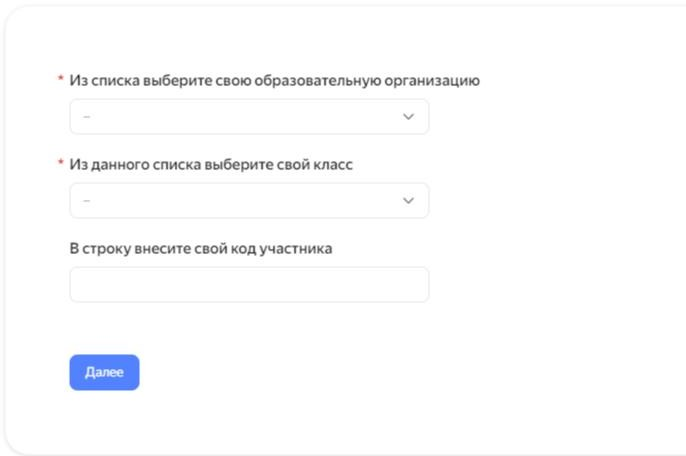 * Из списка выберите свою образовательную организацию
–
* Из данного списка выберите свой класс
–
В строку внесите свой код участника
Далее